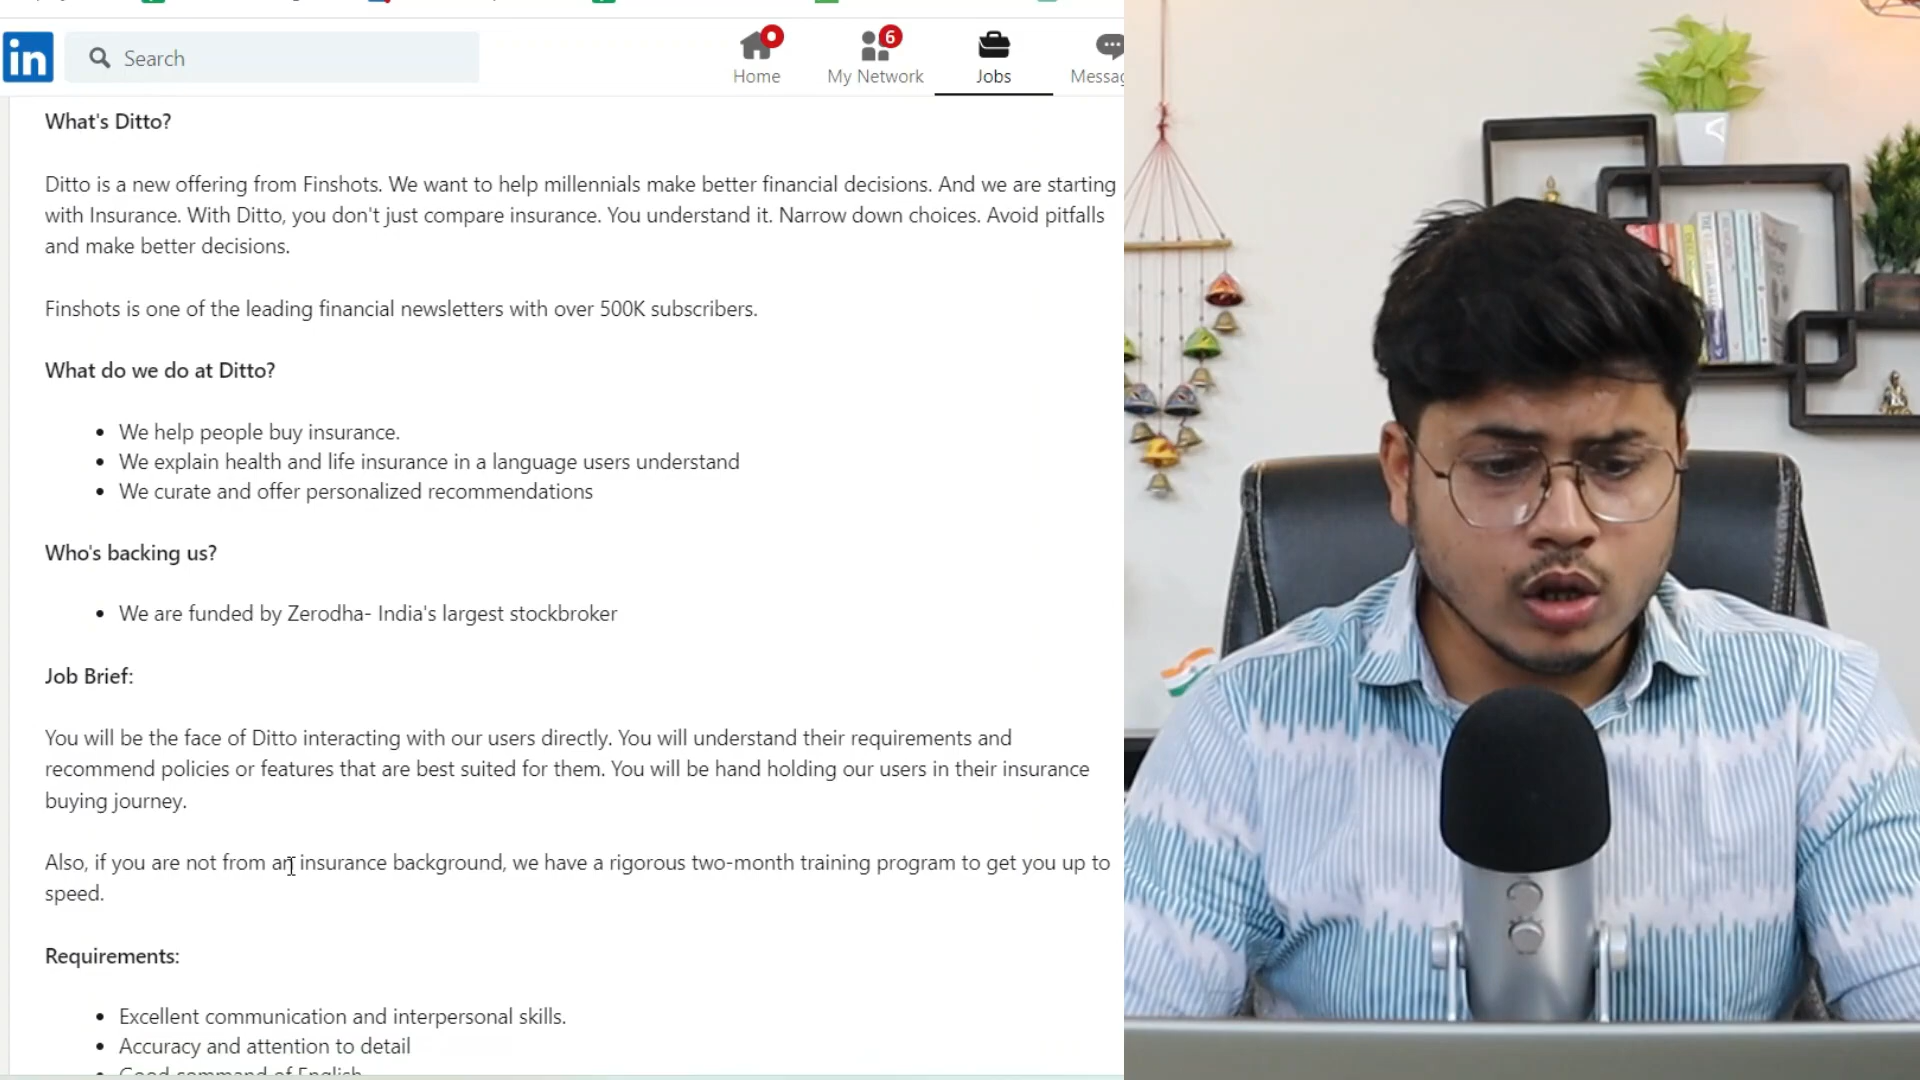 in
Search
6
Home
My Network
Jobs
Messag
What's Ditto?
Ditto is a new offering from Finshots. We want to help millennials make better financial decisions. And we are starting
with Insurance. With Ditto, you don't just compare insurance. You understand it. Narrow down choices. Avoid pitfalls
and make better decisions.
Finshots is one of the leading financial newsletters with over 500K subscribers.
What do we do at Ditto?
• We help people buy insurance.
• We explain health and life insurance in a language users understand
• We curate and offer personalized recommendations
Who's backing us?
• We are funded by Zerodha- India's largest stockbroker
Job Brief:
You will be the face of Ditto interacting with our users directly. You will understand their requirements and
recommend policies or features that are best suited for them. You will be hand holding our users in their insurance
buying journey.
Also, if you are not from an insurance background, we have a rigorous two-month training program to get you up to
speed.
Requirements:
• Excellent communication and interpersonal skills.
• Accuracy and attention to detail
• Good command of English